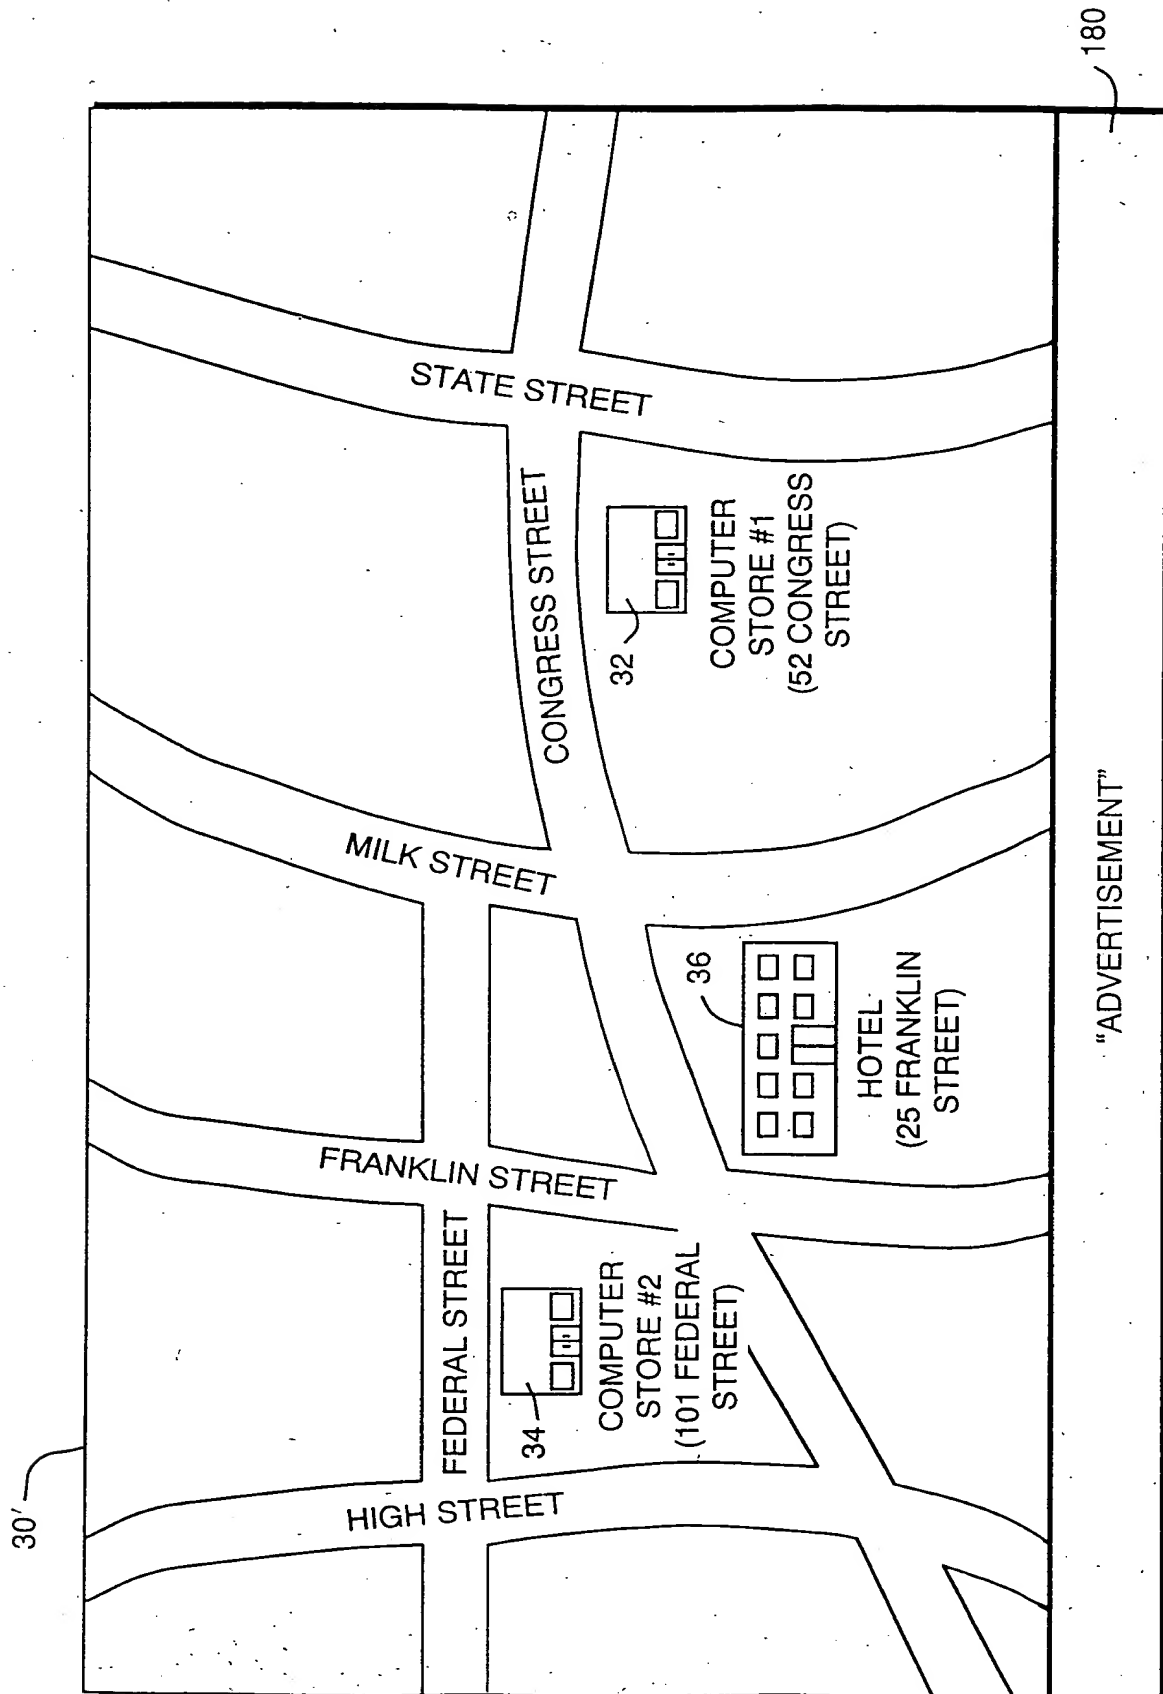 30'
180
STATE STREET
CONGRESS STREET
MILK STREET
FRANKLIN STREET
FEDERAL STREET
HIGH STREET
32
COMPUTER
STORE #1
(52 CONGRESS
STREET)
36
HOTEL
(25 FRANKLIN
STREET)
34
COMPUTER
STORE #2
(101 FEDERAL
STREET)
"ADVERTISEMENT"